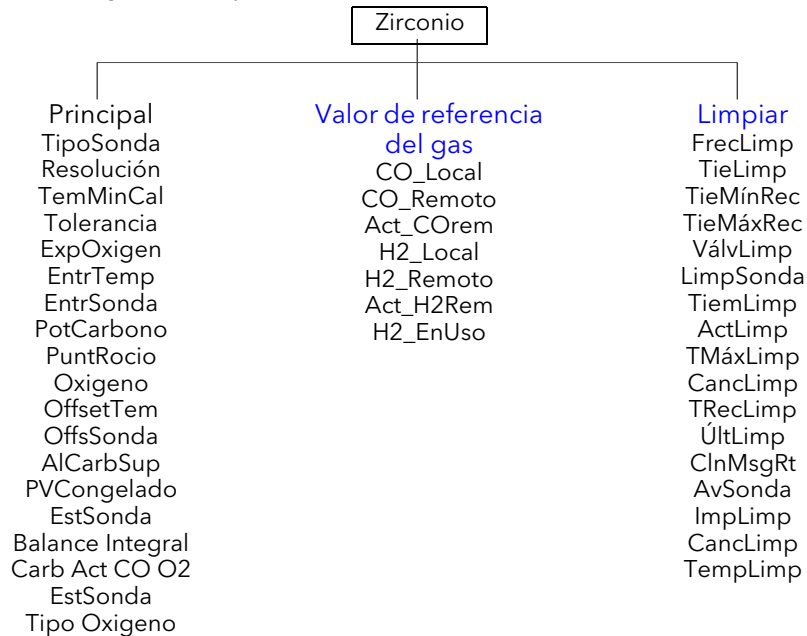 Zirconio
Principal
TipoSonda
Resolución
TemMinCal
Tolerancia
ExpOxigen
EntrTemp
EntrSonda
PotCarbono
PuntRocio
Oxigeno
OffsetTem
OffsSonda
AlCarbSup
PVCongelado
EstSonda
Balance Integral
Carb Act CO O2
EstSonda
Tipo Oxigeno
Valor de referencia
del gas
CO_Local
CO_Remoto
Act_COrem
H2_Local
H2_Remoto
Act_H2Rem
H2_EnUso
Limpiar
FrecLimp
TieLimp
TieMínRec
TieMáxRec
VálvLimp
LimpSonda
TiemLimp
ActLimp
TMáxLimp
CancLimp
TRecLimp
ÚltLimp
ClnMsgRt
AvSonda
ImpLimp
CancLimp
TempLimp